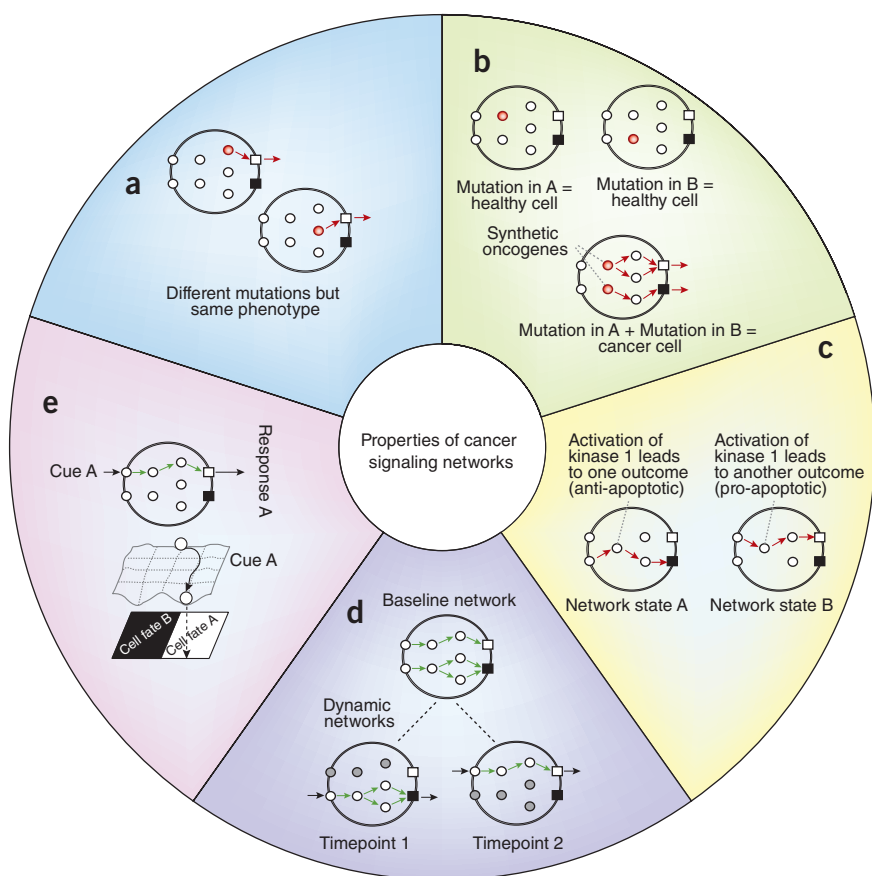 a
Different mutations but
same phenotype
b
Mutation in A =
healthy cell
Mutation in B =
healthy cell
Synthetic
oncogenes
Mutation in A + Mutation in B =
cancer cell
c
Activation of
kinase 1 leads
to one outcome
(anti-apoptotic)
Activation of
kinase 1 leads
to another outcome
(pro-apoptotic)
Network state A
Network state B
d
Baseline network
Dynamic
networks
Timepoint 1
Timepoint 2
e
Cue A
Response A
Cue A
Cell fate B
Cell fate A
Properties of cancer
signaling networks